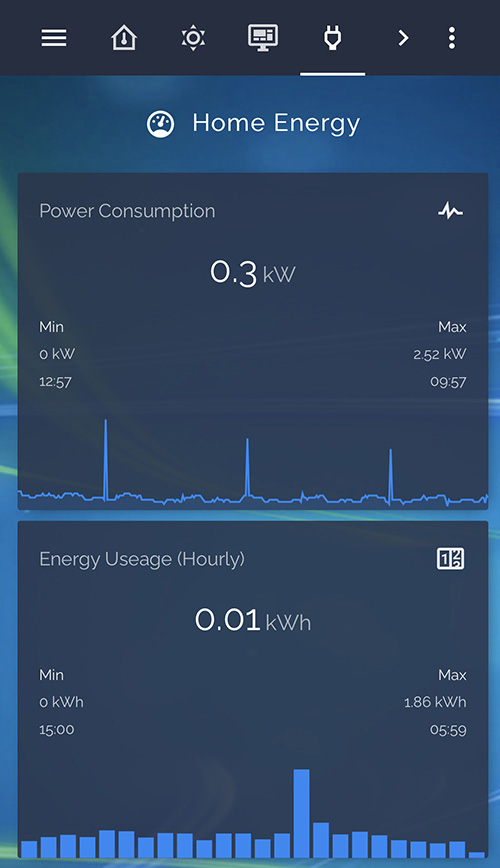 Home Energy
Power Consumption
0.3 kW
Min Max
0 kW 2.52 kW
12:57 09:57
Energy Useage (Hourly)
0.01 kWh
Min Max
0 kWh 1.86 kWh
15:00 05:59